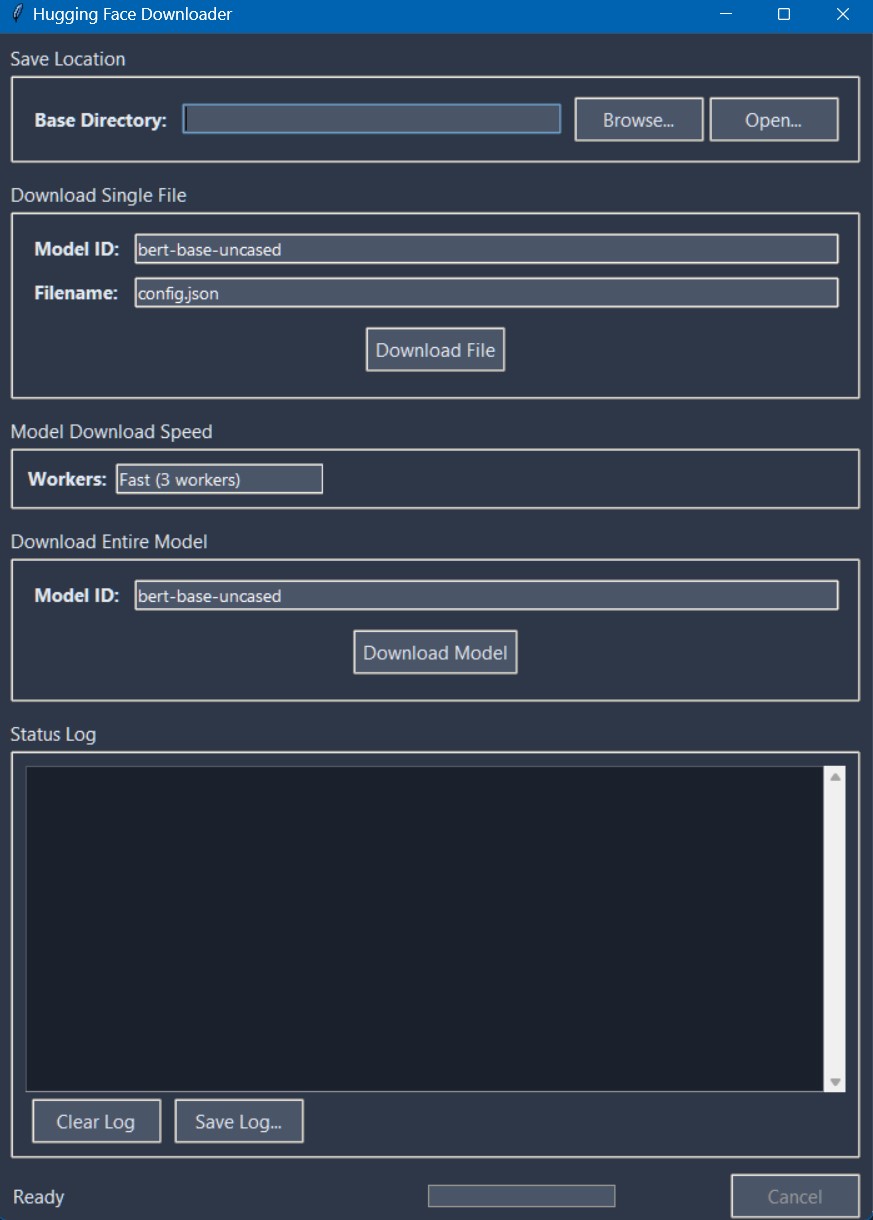 Hugging Face Downloader
Save Location
Base Directory: Browse... Open...
Download Single File
Model ID: bert-base-uncased
Filename: config.json
Download File
Model Download Speed
Workers: Fast (3 workers)
Download Entire Model
Model ID: bert-base-uncased
Download Model
Status Log
Clear Log Save Log...
Ready Cancel